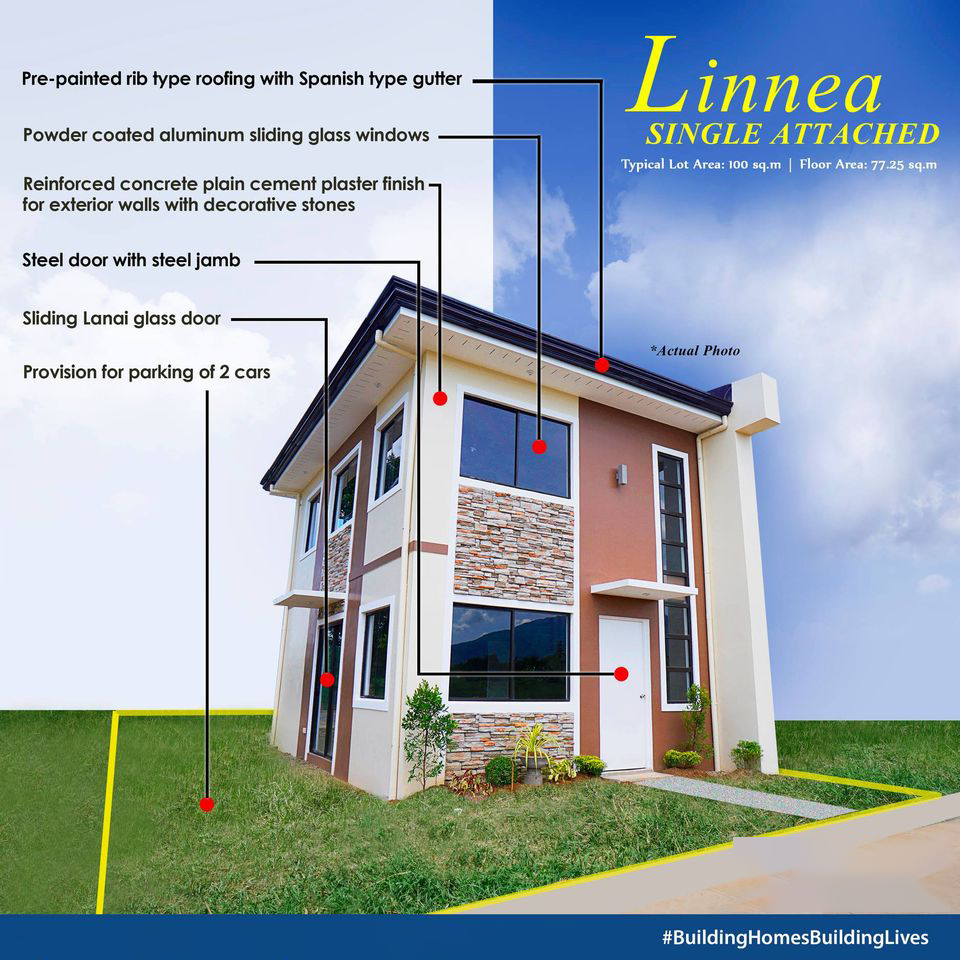 Linnea
SINGLE ATTACHED
Typical Lot Area: 100 sq.m | Floor Area: 77.25 sq.m
Pre-painted rib type roofing with Spanish type gutter
Powder coated aluminum sliding glass windows
Reinforced concrete plain cement plaster finish
for exterior walls with decorative stones
Steel door with steel jamb
Sliding Lanai glass door
Provision for parking of 2 cars
*Actual Photo
#BuildingHomesBuildingLives